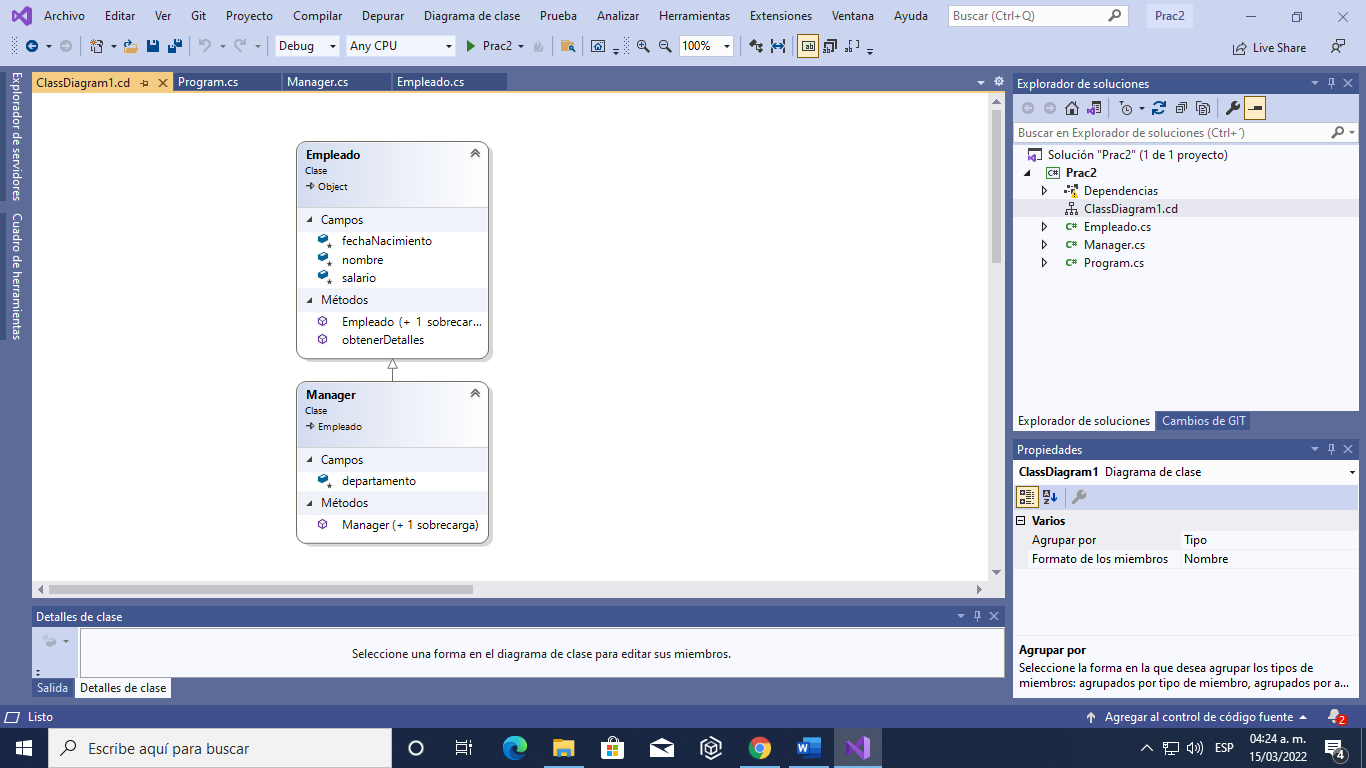 Archivo Editar Ver Git Proyecto Compilar Depurar Diagrama de clase Prueba Analizar Herramientas Extensiones Ventana Ayuda Buscar (Ctrl+Q) Prac2
Debug Any CPU Prac2 100% Live Share
Explorador de servidores
Cuadro de herramientas
ClassDiagram1.cd Program.cs Manager.cs Empleado.cs
Empleado
Clase
Object
Campos
fechaNacimiento
nombre
salario
Métodos
Empleado (+ 1 sobrecar...
obtenerDetalles
Manager
Clase
Empleado
Campos
departamento
Métodos
Manager (+ 1 sobrecarga)
Detalles de clase
Seleccione una forma en el diagrama de clase para editar sus miembros.
Salida Detalles de clase
Explorador de soluciones
Buscar en Explorador de soluciones (Ctrl+´)
Solución "Prac2" (1 de 1 proyecto)
Prac2
Dependencias
ClassDiagram1.cd
C# Empleado.cs
C# Manager.cs
C# Program.cs
Explorador de soluciones Cambios de GIT
Propiedades
ClassDiagram1 Diagrama de clase
Varios
Agrupar por Tipo
Formato de los miembros Nombre
Agrupar por
Seleccione la forma en la que desea agrupar los tipos de
miembros: agrupados por tipo de miembro, agrupados por a...
Listo Agregar al control de código fuente 2
Escribe aquí para buscar
ESP
04:24 a. m.
15/03/2022
4